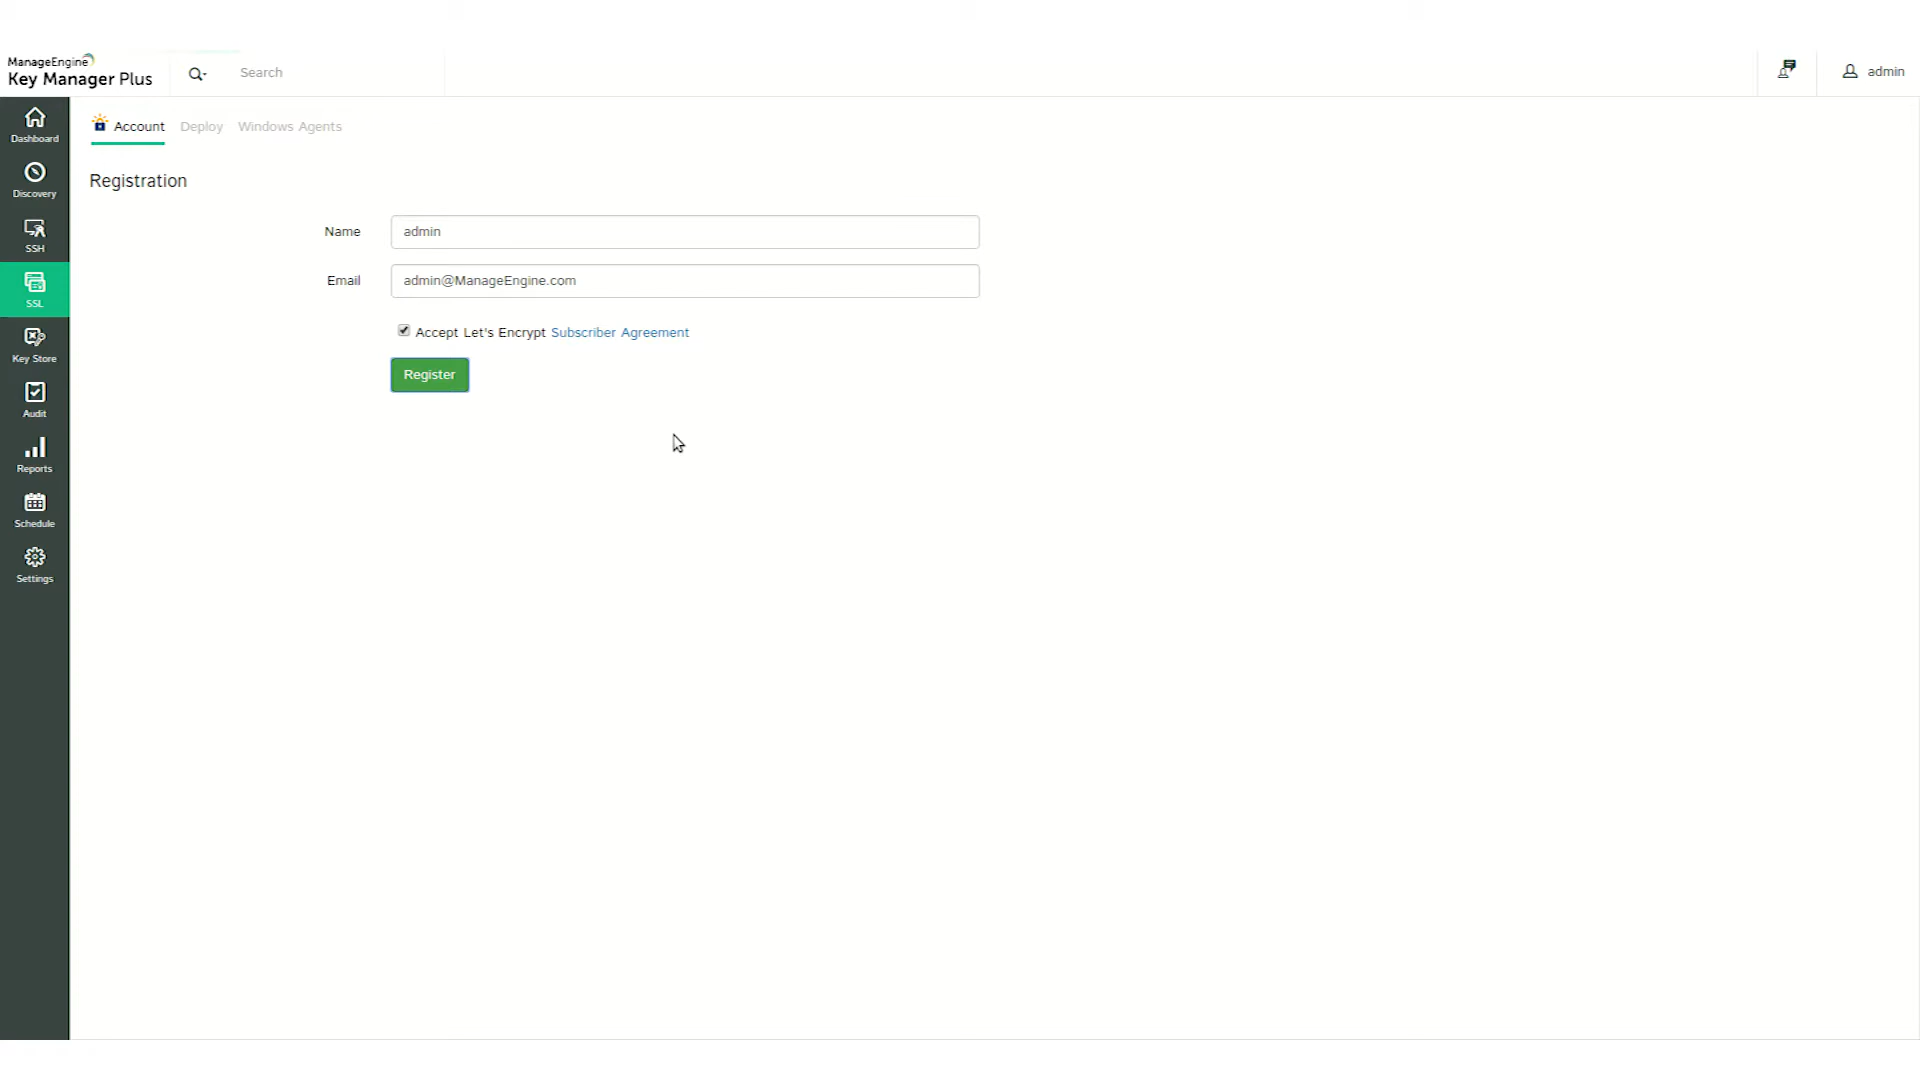 ManageEngine
Key Manager Plus
Search
admin
Dashboard
Discovery
SSH
SSL
Key Store
Audit
Reports
Schedule
Settings
Account Deploy Windows Agents
Registration
Name admin
Email admin@ManageEngine.com
Accept Let's Encrypt Subscriber Agreement
Register